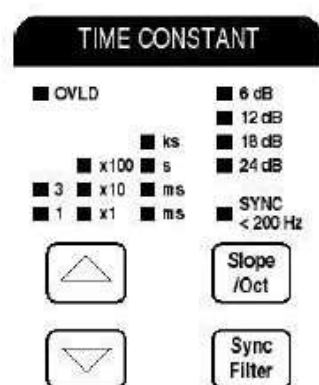 TIME CONSTANT
OVLD
ks
x100 s
3 x10 ms
1 x1 ms
6 dB
12 dB
18 dB
24 dB
SYNC
< 200 Hz
Slope
/Oct
Sync
Filter